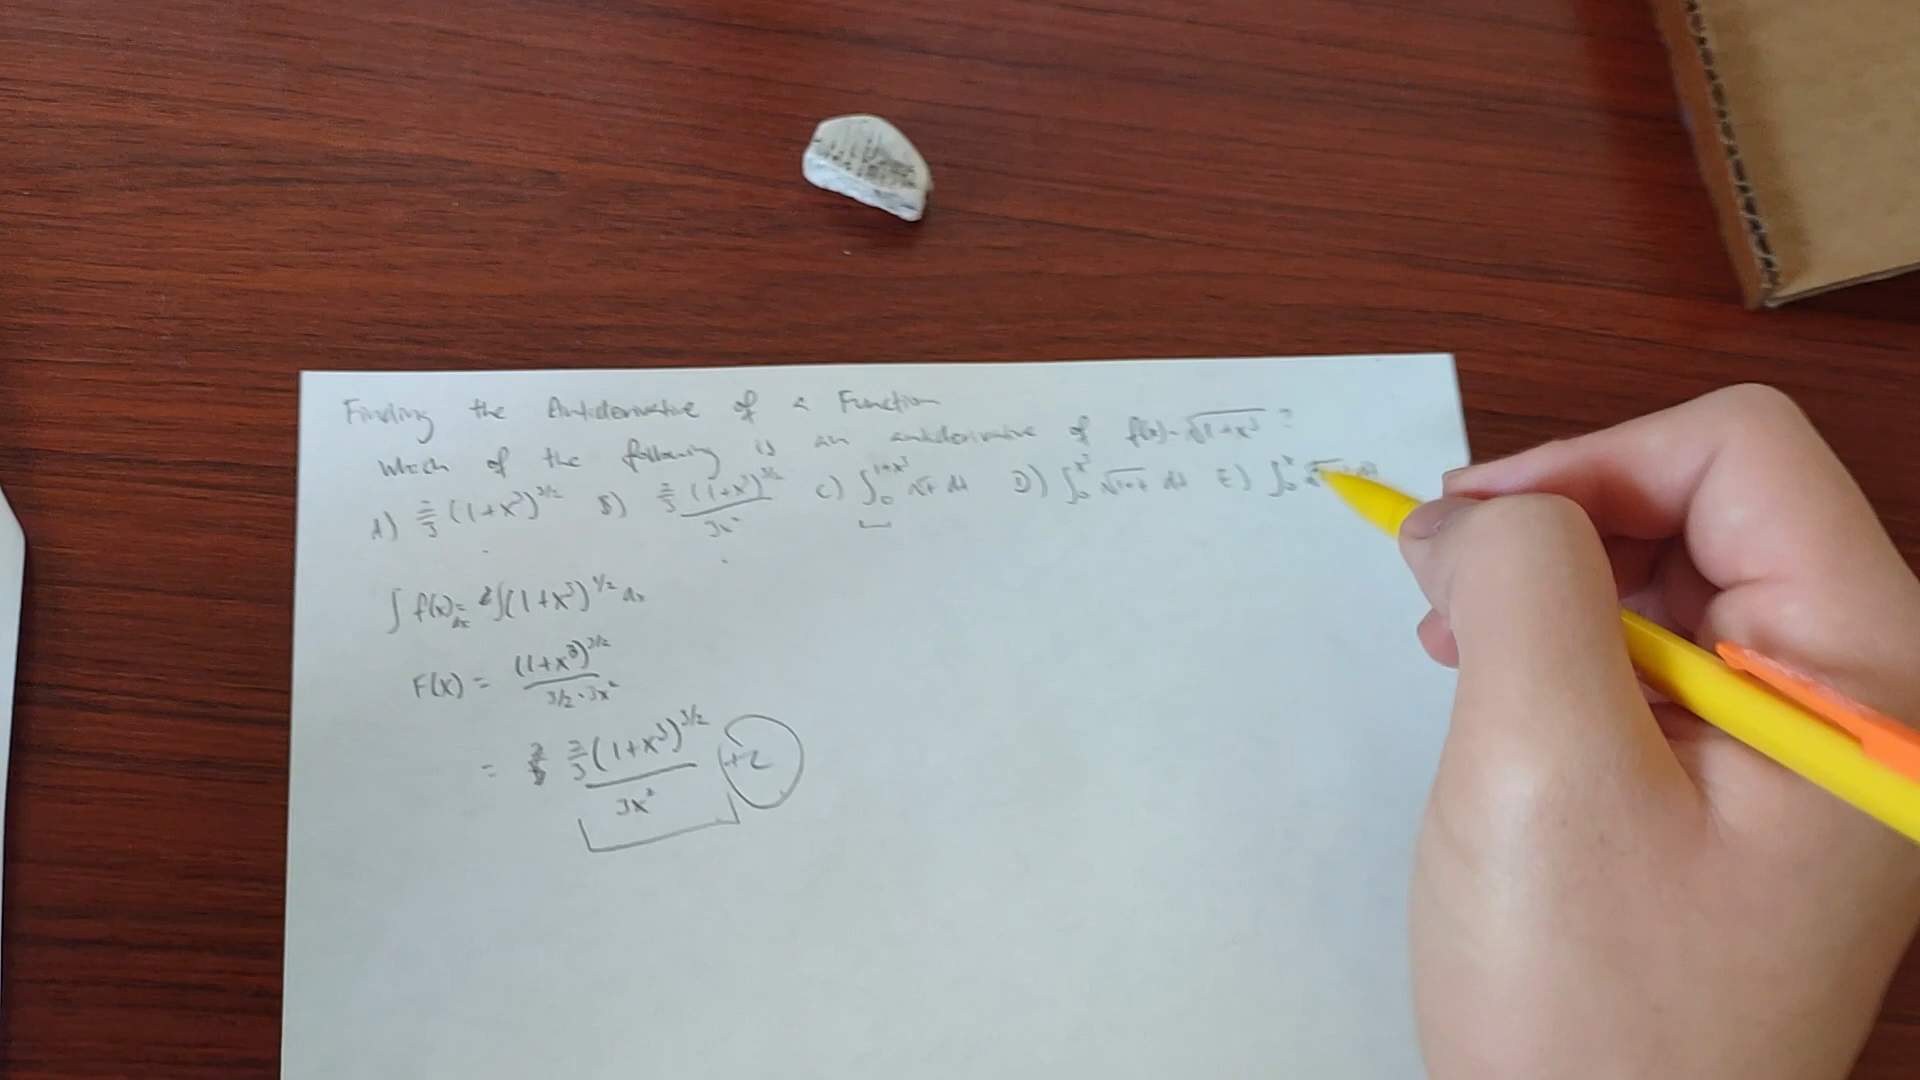 Finding the Antiderivative of a Function
Which of the following is an antiderivative of f(x) = √(1+x³) ?
A) 2/3 (1+x³)^(3/2) B) (2/3 (1+x³)^(3/2))/(3x²) C) ∫₀^(1+x³) √t dt D) ∫₀^(x³) √(1+t) dt E) ∫₀^x
∫ f(x) dx = ∫(1+x³)^(1/2) dx
F(x) = (1+x³)^(3/2) / (3/2 · 3x²)
= 2/3 (1+x³)^(3/2) / 3x² + C